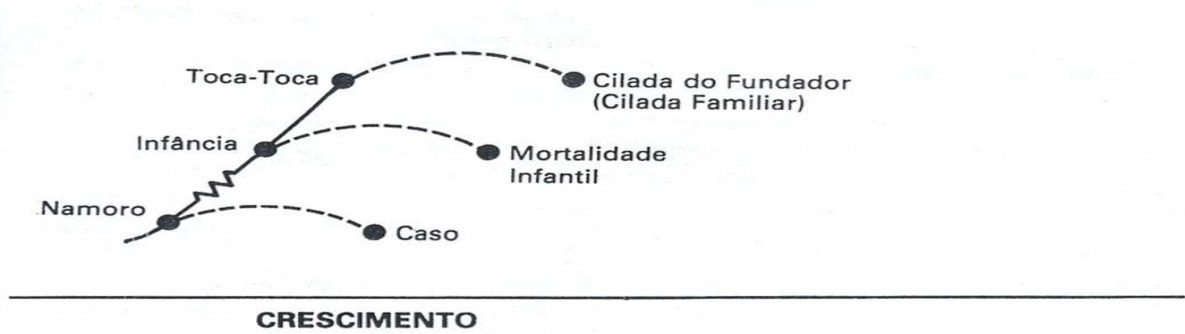 Toca-Toca
Cilada do Fundador
(Cilada Familiar)
Infância
Mortalidade
Infantil
Namoro
Caso
CRESCIMENTO